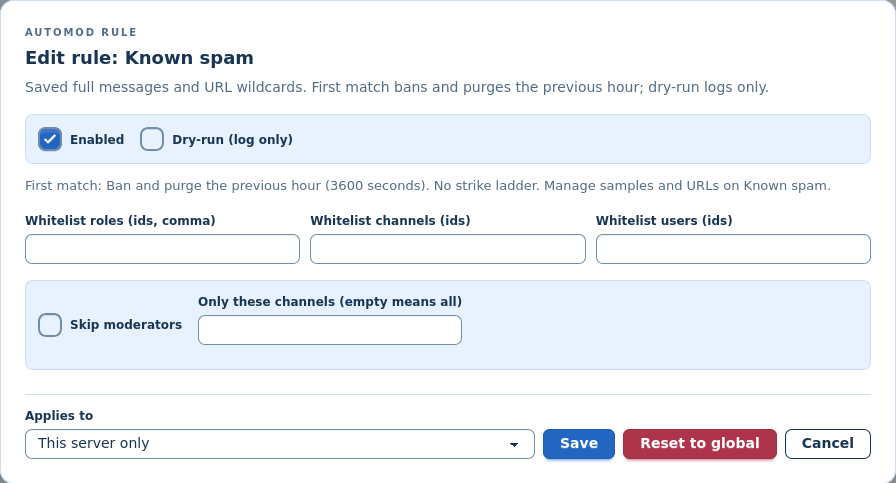 AUTOMOD RULE
Edit rule: Known spam
Saved full messages and URL wildcards. First match bans and purges the previous hour; dry-run logs only.
Enabled
Dry-run (log only)
First match: Ban and purge the previous hour (3600 seconds). No strike ladder. Manage samples and URLs on Known spam.
Whitelist roles (ids, comma)
Whitelist channels (ids)
Whitelist users (ids)
Only these channels (empty means all)
Skip moderators
Applies to
This server only
Save
Reset to global
Cancel